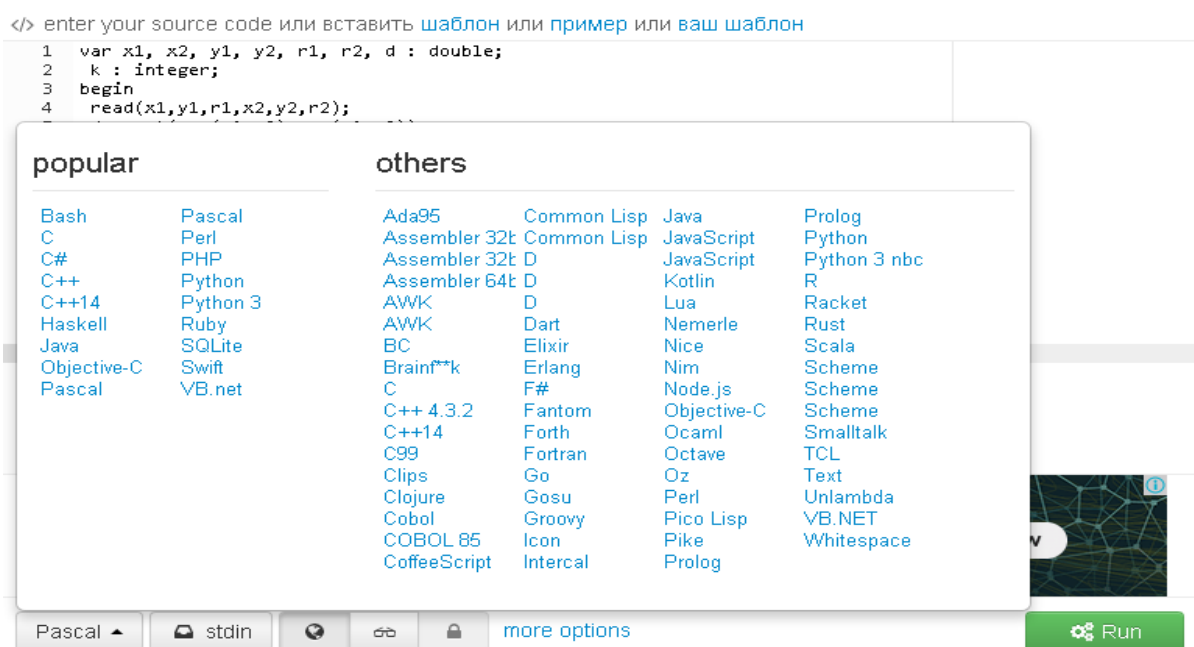 </> enter your source code или вставить шаблон или пример или ваш шаблон
1 var x1, x2, y1, y2, r1, r2, d : double;
2 k : integer;
3 begin
4 read(x1,y1,r1,x2,y2,r2);
popular
Bash
C
C#
C++
C++14
Haskell
Java
Objective-C
Pascal
Pascal
Perl
PHP
Python
Python 3
Ruby
SQLite
Swift
VB.net
others
Ada95
Assembler 32b
Assembler 32b
Assembler 64b
AWK
AWK
BC
Brainf**k
C
C++ 4.3.2
C++14
C99
Clips
Clojure
Cobol
COBOL 85
CoffeeScript
Common Lisp
Common Lisp
D
D
D
Dart
Elixir
Erlang
F#
Fantom
Forth
Fortran
Go
Gosu
Groovy
Icon
Intercal
Java
JavaScript
JavaScript
Kotlin
Lua
Nemerle
Nice
Nim
Node.js
Objective-C
Ocaml
Octave
Oz
Perl
Pico Lisp
Pike
Prolog
Prolog
Python
Python 3 nbc
R
Racket
Rust
Scala
Scheme
Scheme
Scheme
Smalltalk
TCL
Text
Unlambda
VB.NET
Whitespace
w
Pascal stdin more options Run